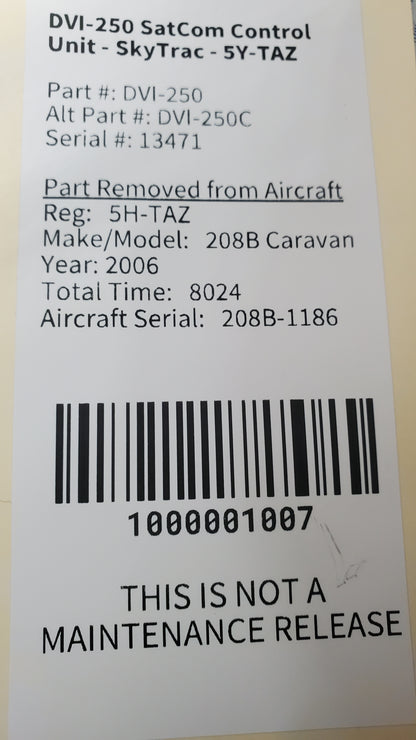 DVI-250 SatCom Control
Unit - SkyTrac - 5Y-TAZ
Part #: DVI-250
Alt Part #: DVI-250C
Serial #: 13471
Part Removed from Aircraft
Reg: 5H-TAZ
Make/Model: 208B Caravan
Year: 2006
Total Time: 8024
Aircraft Serial: 208B-1186
1000001007
THIS IS NOT A
MAINTENANCE RELEASE